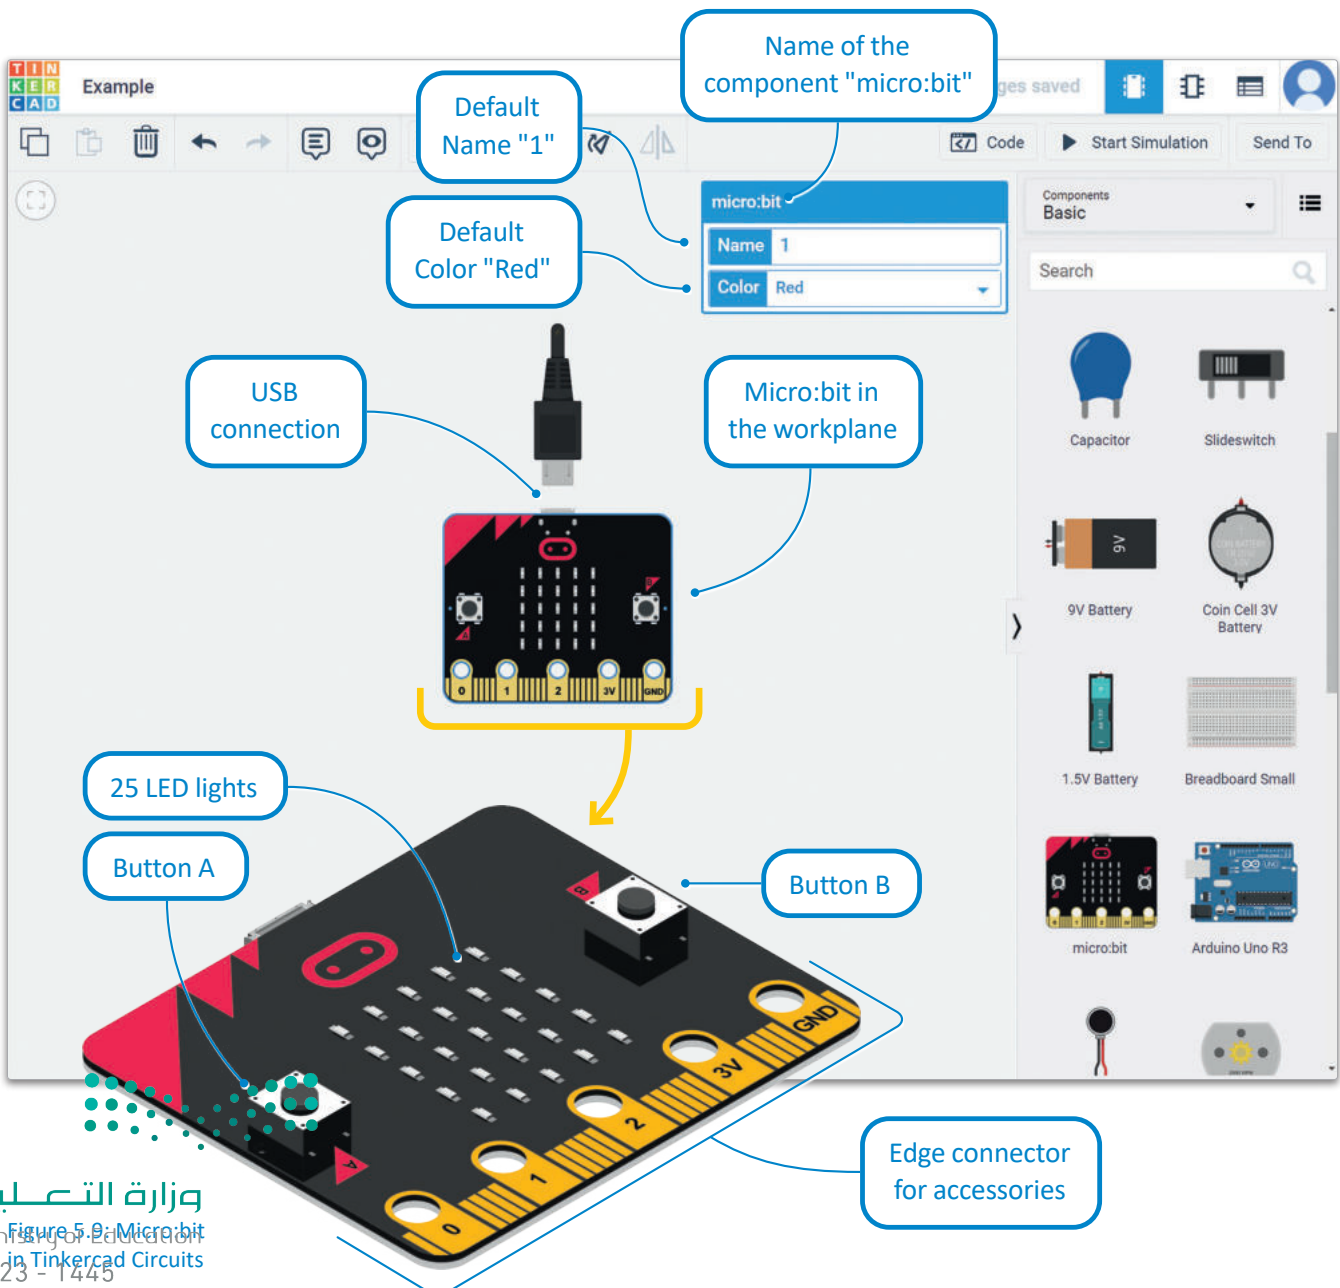 Name of the
component "micro:bit"
TIN
KER
CAD
Example
Default
Name "1"
saved
Code
Start Simulation
Send To
micro:bit
Name 1
Color Red
Default
Color "Red"
Components
Basic
Search
USB
connection
Micro:bit in
the workplane
Capacitor
Slideswitch
9V
9V Battery
Coin Cell 3V
Battery
B
A
0 1 2 3V GND
1.5V Battery
Breadboard Small
25 LED lights
Button A
Button B
micro:bit
Arduino Uno R3
B
A
0 1 2 3V GND
Edge connector
for accessories
وزارة
Figure 5.9: Micro:bit
in Tinkercad Circuits
23 - 1445